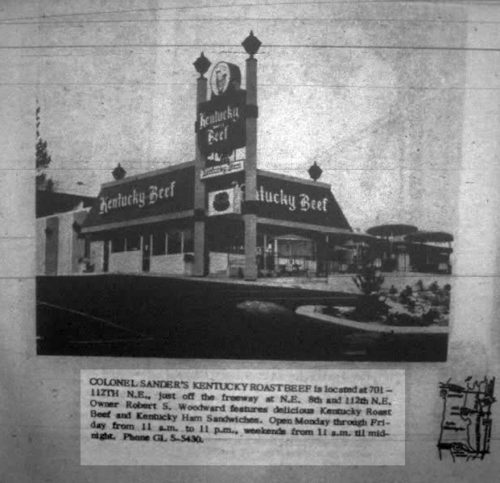 Kentucky
Beef
Kentucky Beef
Kentucky Beef
COLONEL SANDER'S KENTUCKY ROAST BEEF is located at 701 –
112TH N.E., just off the freeway at N.E. 8th and 112th N.E.
Owner Robert S. Woodward features delicious Kentucky Roast
Beef and Kentucky Ham Sandwiches. Open Monday through Fri-
day from 11 a.m. to 11 p.m., weekends from 11 a.m. til mid-
night. Phone GL 5-5430.